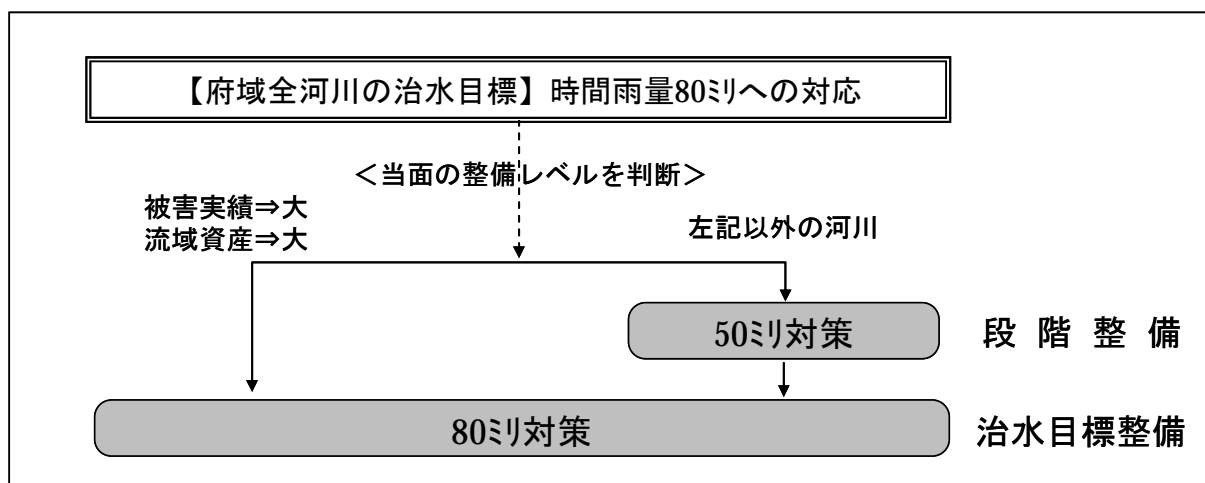 【府域全河川の治水目標】時間雨量80ﾐﾘへの対応
＜当面の整備レベルを判断＞
被害実績⇒大
流域資産⇒大
左記以外の河川
50ﾐﾘ対策
段階整備
80ﾐﾘ対策
治水目標整備